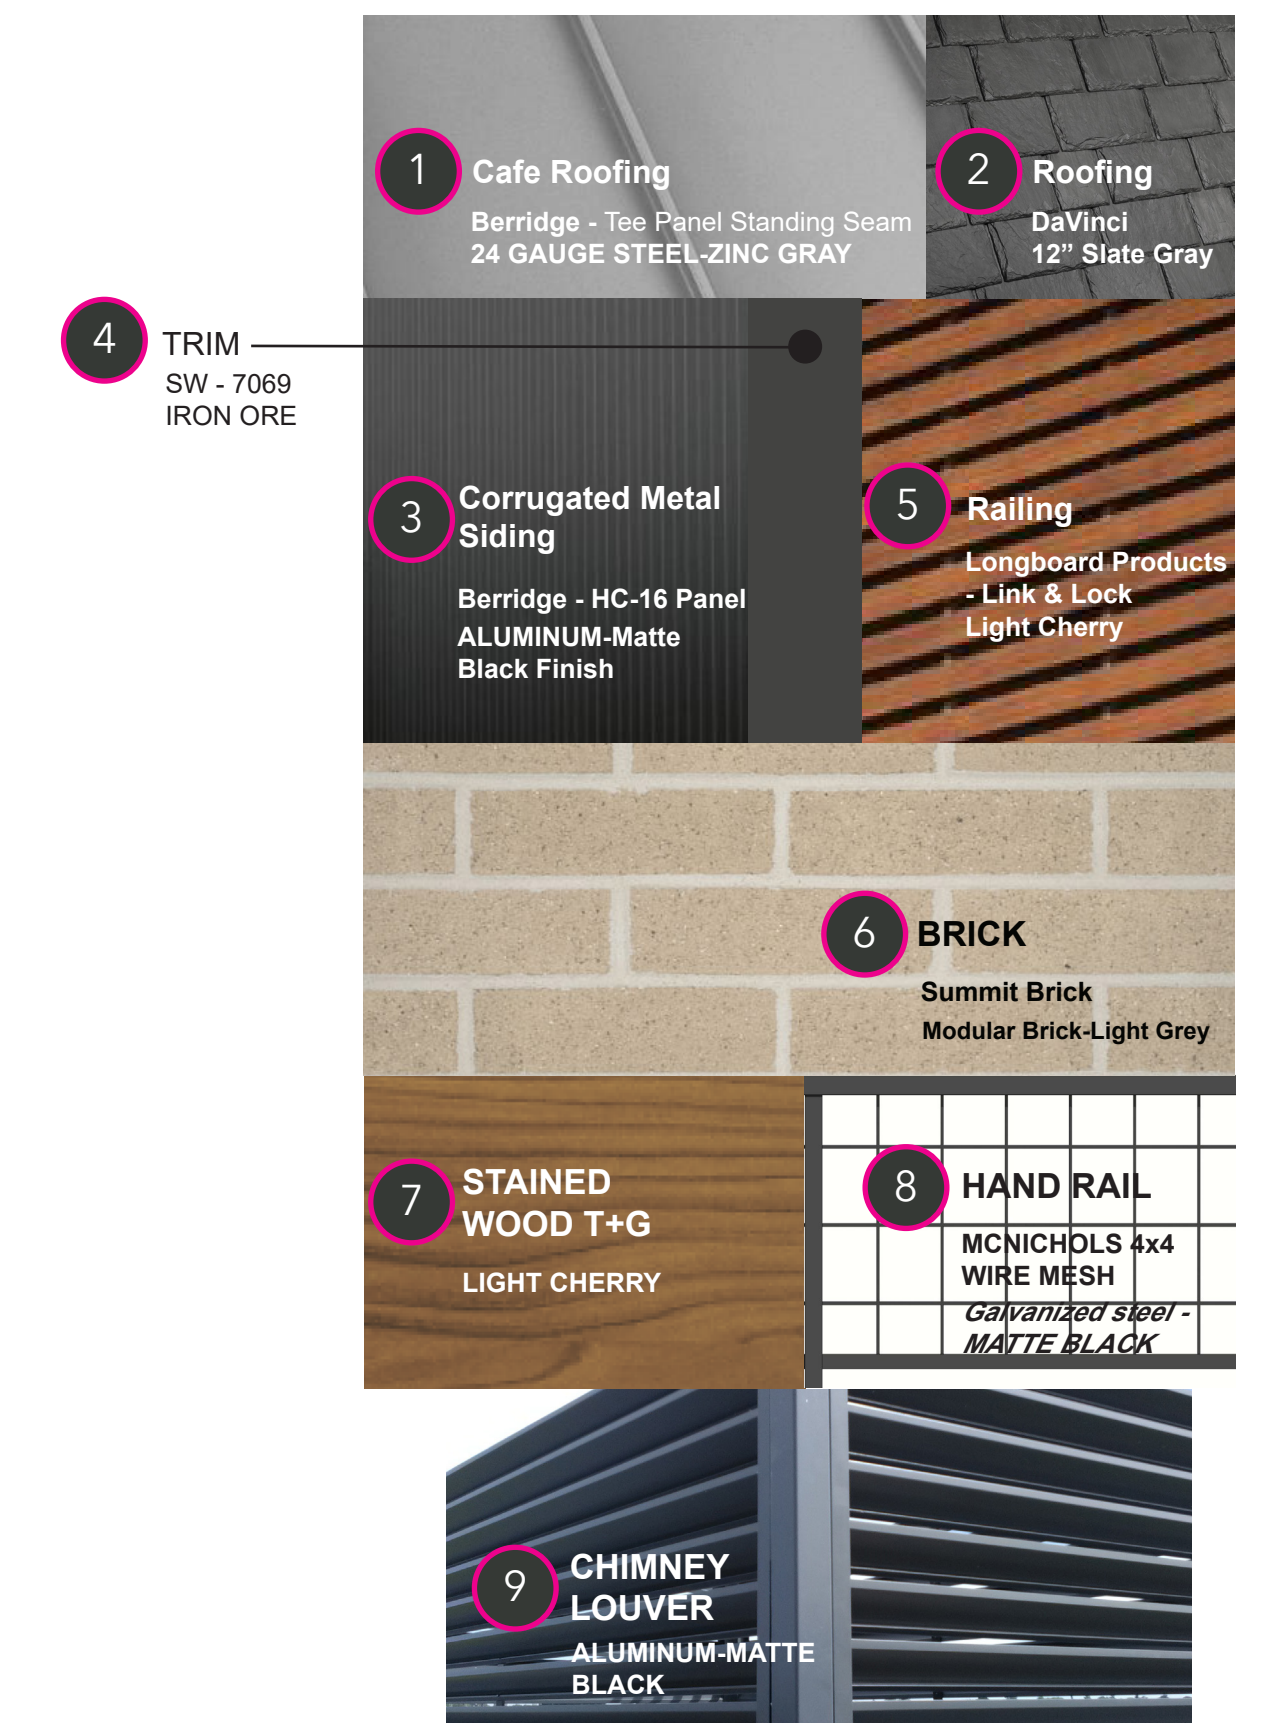 1
Cafe Roofing
Berridge - Tee Panel Standing Seam
24 GAUGE STEEL-ZINC GRAY
2
Roofing
DaVinci
12” Slate Gray
4
TRIM
SW - 7069
IRON ORE
3
Corrugated Metal
Siding
Berridge - HC-16 Panel
ALUMINUM-Matte
Black Finish
5
Railing
Longboard Products
- Link & Lock
Light Cherry
6
BRICK
Summit Brick
Modular Brick-Light Grey
7
STAINED
WOOD T+G
LIGHT CHERRY
8
HAND RAIL
MCNICHOLS 4x4
WIRE MESH
Galvanized steel -
MATTE BLACK
9
CHIMNEY
LOUVER
ALUMINUM-MATTE
BLACK